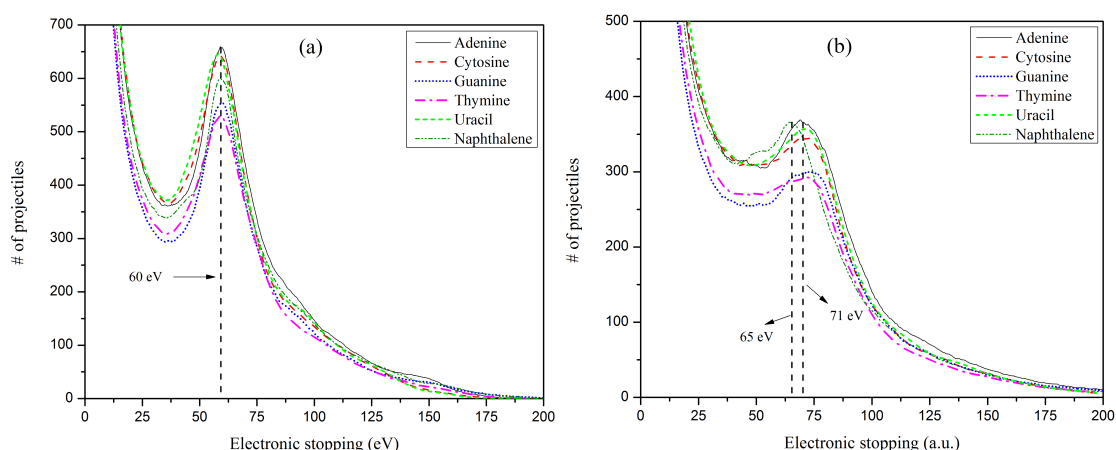 (a)
Adenine
Cytosine
Guanine
Thymine
Uracil
Naphthalene
700
600
500
400
300
200
100
0
# of projectiles
60 eV
0 25 50 75 100 125 150 175 200
Electronic stopping (eV)
(b)
Adenine
Cytosine
Guanine
Thymine
Uracil
Naphthalene
500
400
300
200
100
0
# of projectiles
71 eV
65 eV
0 25 50 75 100 125 150 175 200
Electronic stopping (a.u.)